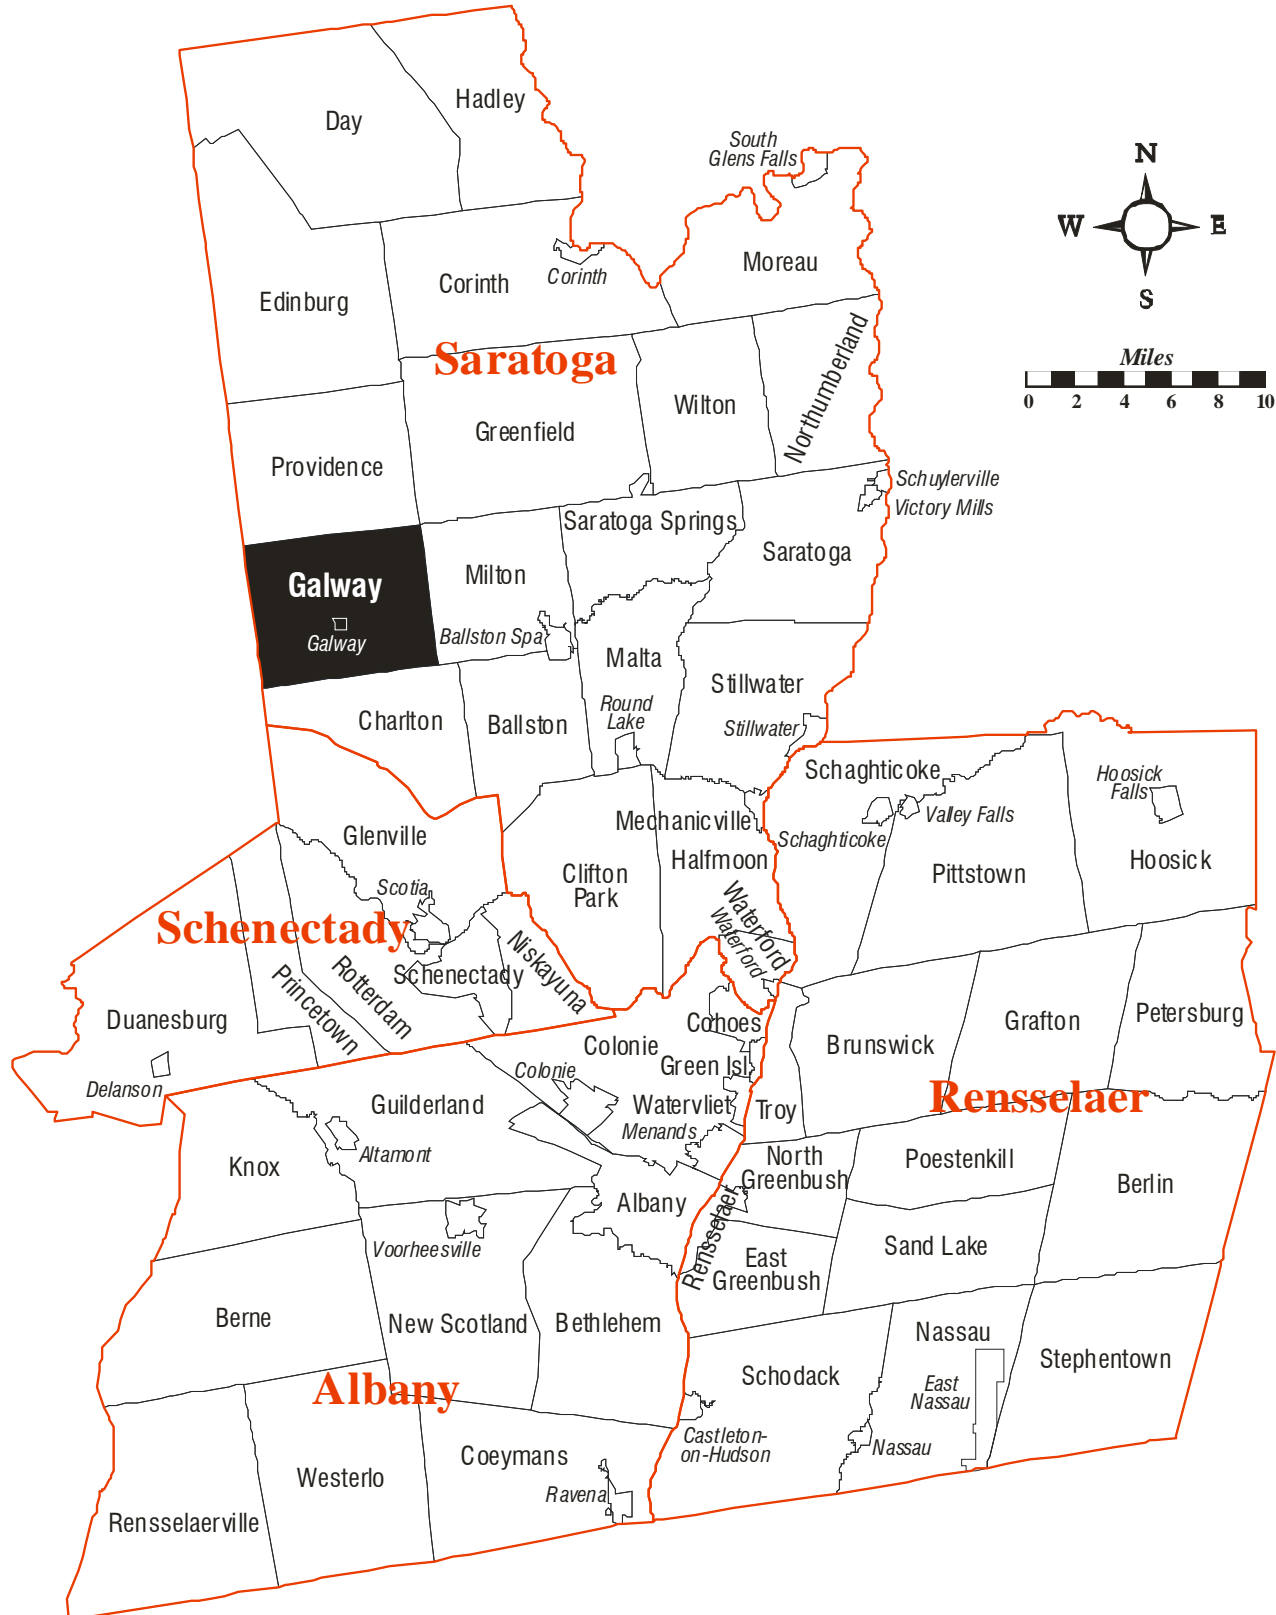 Hadley
Day
South
Glens Falls
N
W
E
S
Moreau
Corinth
Corinth
Edinburg
Saratoga
Northumberland
Miles
0 2 4 6 8 10
Wilton
Greenfield
Providence
Schuylerville
Victory Mills
Saratoga Springs
Saratoga
Milton
Galway
Galway
Ballston Spa
Malta
Stillwater
Round
Lake
Charlton
Ballston
Stillwater
Schaghticoke
Hoosick
Falls
Valley Falls
Mechanicville
Glenville
Schaghticoke
Halfmoon
Hoosick
Clifton
Park
Pittstown
Scotia
Waterford
Waterford
Schenectady
Niskayuna
Schenectady
Rotterdam
Princetown
Duanesburg
Cohoes
Grafton
Petersburg
Colonie
Brunswick
Green Isl.
Colonie
Delanson
Rensselaer
Guilderland
Watervliet
Troy
Menands
Altamont
North
Greenbush
Poestenkill
Knox
Berlin
Albany
Rensselaer
Voorheesville
Sand Lake
East
Greenbush
Berne
New Scotland
Bethlehem
Nassau
Stephentown
Schodack
Albany
East
Nassau
Castleton-
on-Hudson
Nassau
Coeymans
Westerlo
Ravena
Rensselaerville